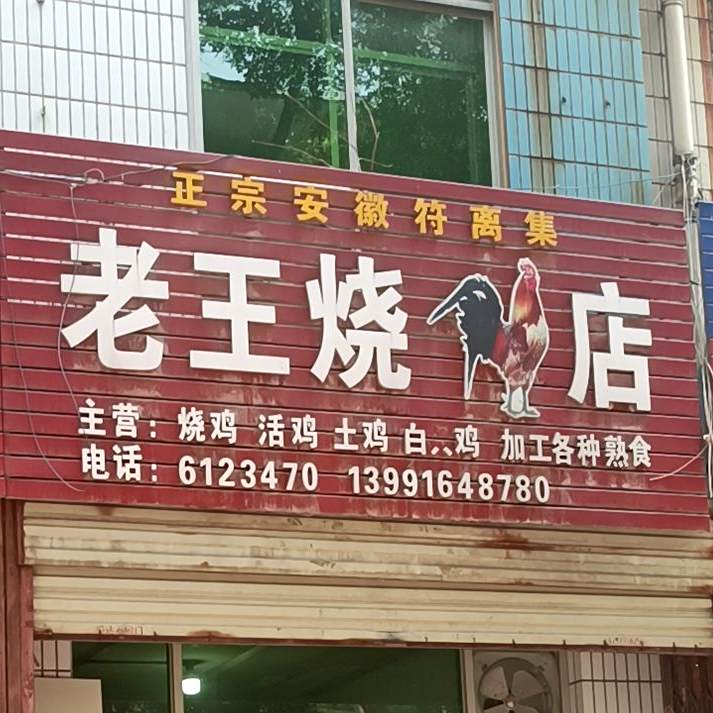 正宗安徽符离集
老王烧店
主营：烧鸡 活鸡 土鸡 白 鸡 加工各种熟食
电话：6123470 13991648780